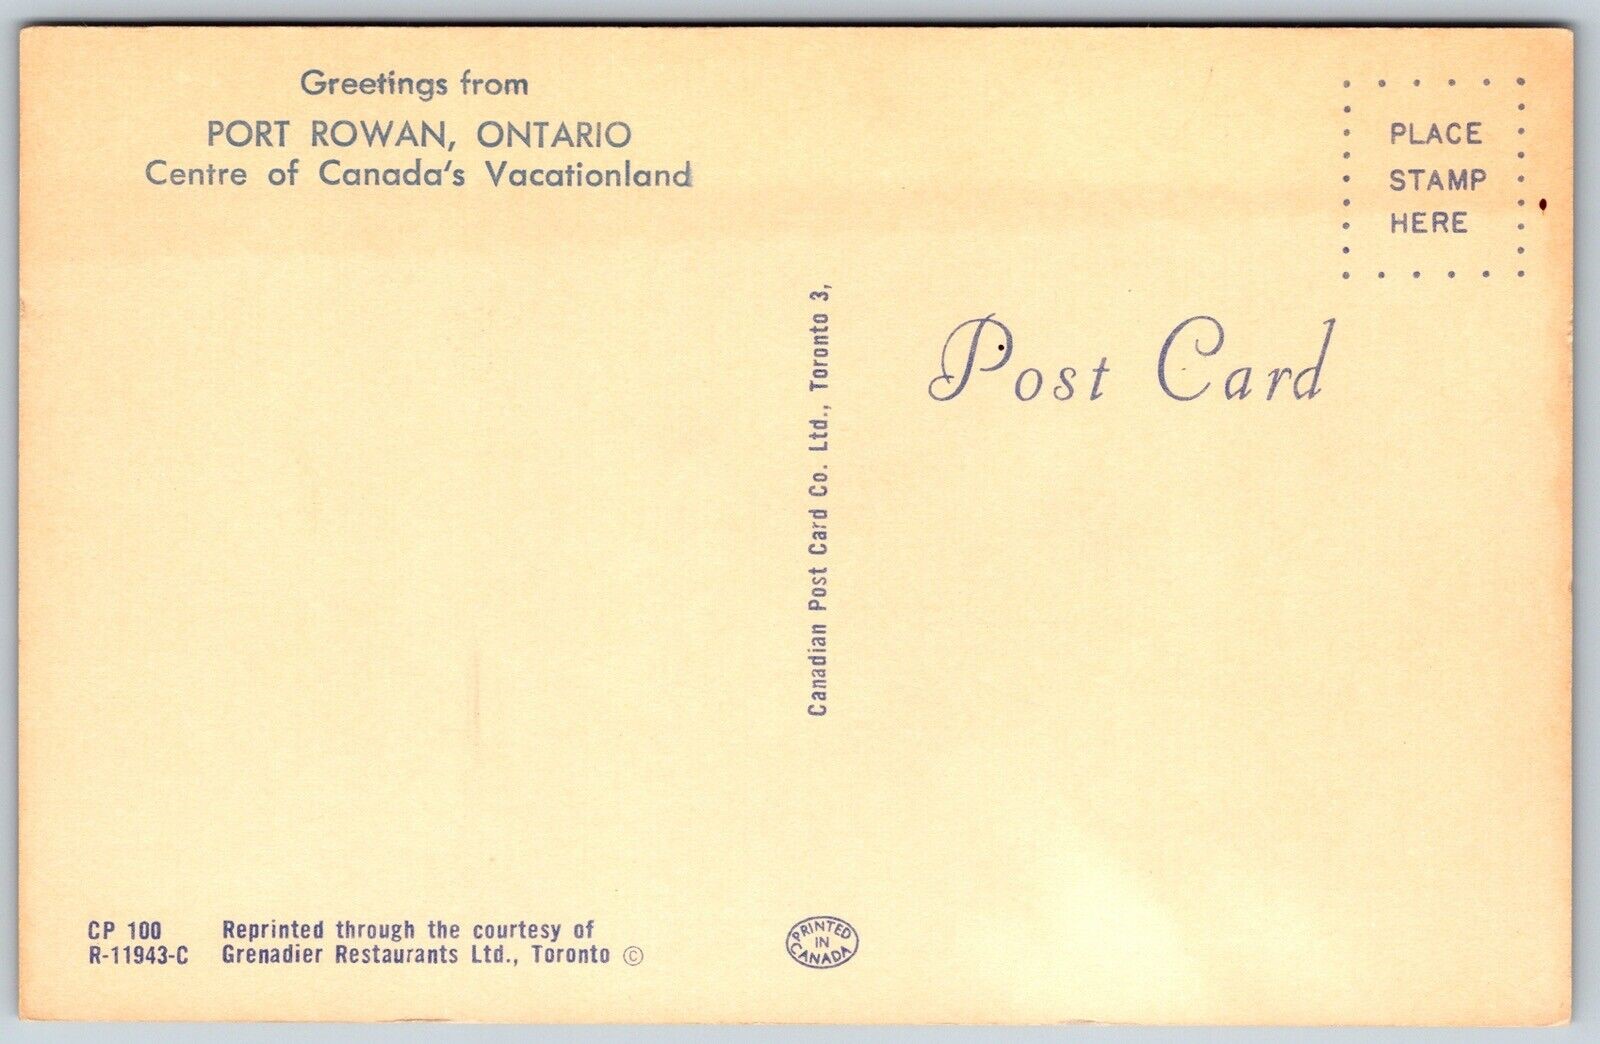 Greetings from
PORT ROWAN, ONTARIO
Centre of Canada's Vacationland
PLACE
STAMP
HERE
Post Card
Canadian Post Card Co. Ltd., Toronto 3,
CP 100
R-11943-C
Reprinted through the courtesy of
Grenadier Restaurants Ltd., Toronto ©
PRINTED
IN
CANADA